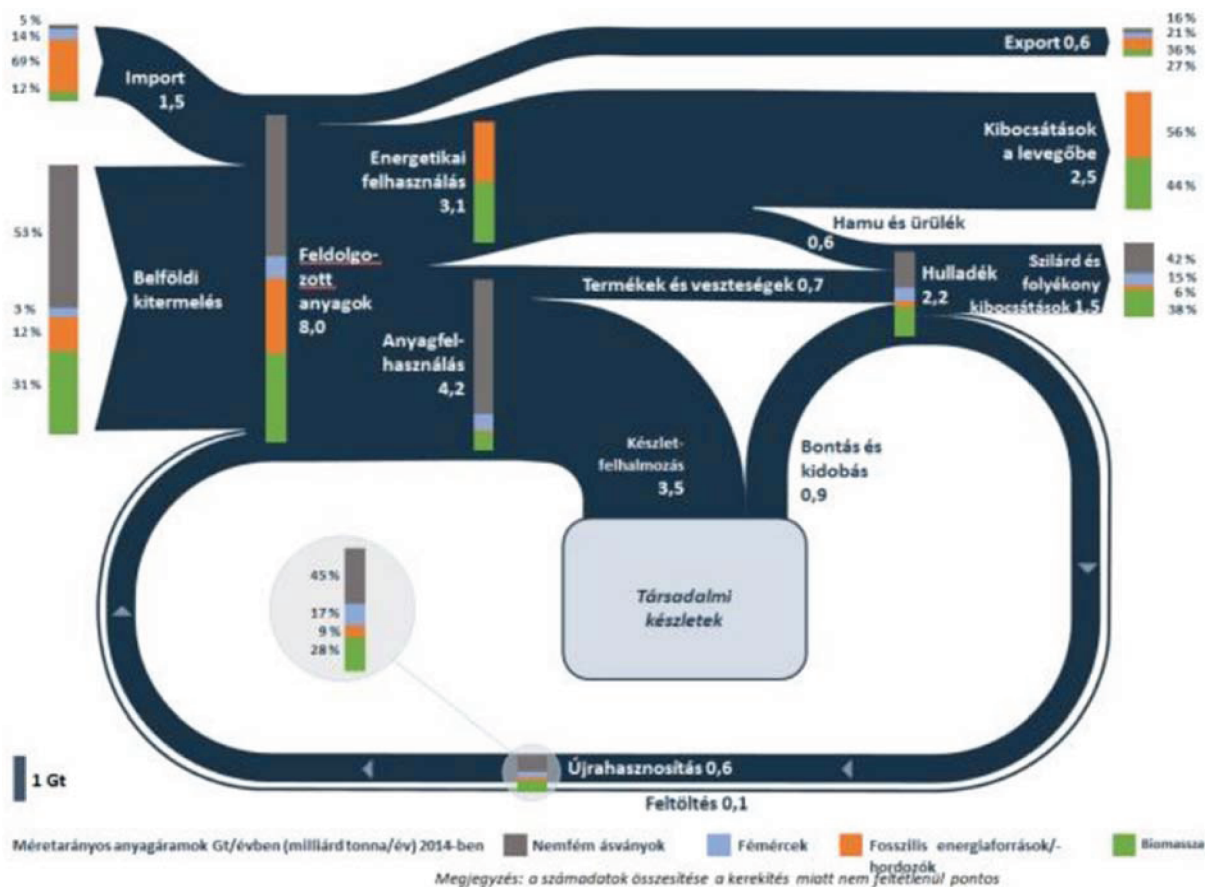 5 %
14 %
69 %
12 %
Import
1,5
Export 0,6
16 %
21 %
36 %
27 %
53 %
3 %
12 %
31 %
Belföldi
kitermelés
Feldolgo-
zott
anyagok
8,0
Energetikai
felhasználás
3,1
Anyagfel-
használás
4,2
Kibocsátások
a levegőbe
2,5
56 %
44 %
Hamu és ürülék
0,6
Termékek és veszteségek 0,7
Hulladék
2,2
Szilárd és
folyékony
kibocsátások 1,5
42 %
15 %
6 %
38 %
Készlet-
felhalmozás
3,5
Bontás és
kidobás
0,9
Társadalmi
készletek
45 %
17 %
9 %
28 %
Újrahasznosítás 0,6
Feltöltés 0,1
1 Gt
Méretarányos anyagáramok Gt/évben (milliárd tonna/év) 2014-ben
Nemfém ásványok
Fémércek
Fosszilis energiaforrások/-
hordozók
Biomassza
Megjegyzés: a számadatok összesítése a kerekítés miatt nem feltétlenül pontos